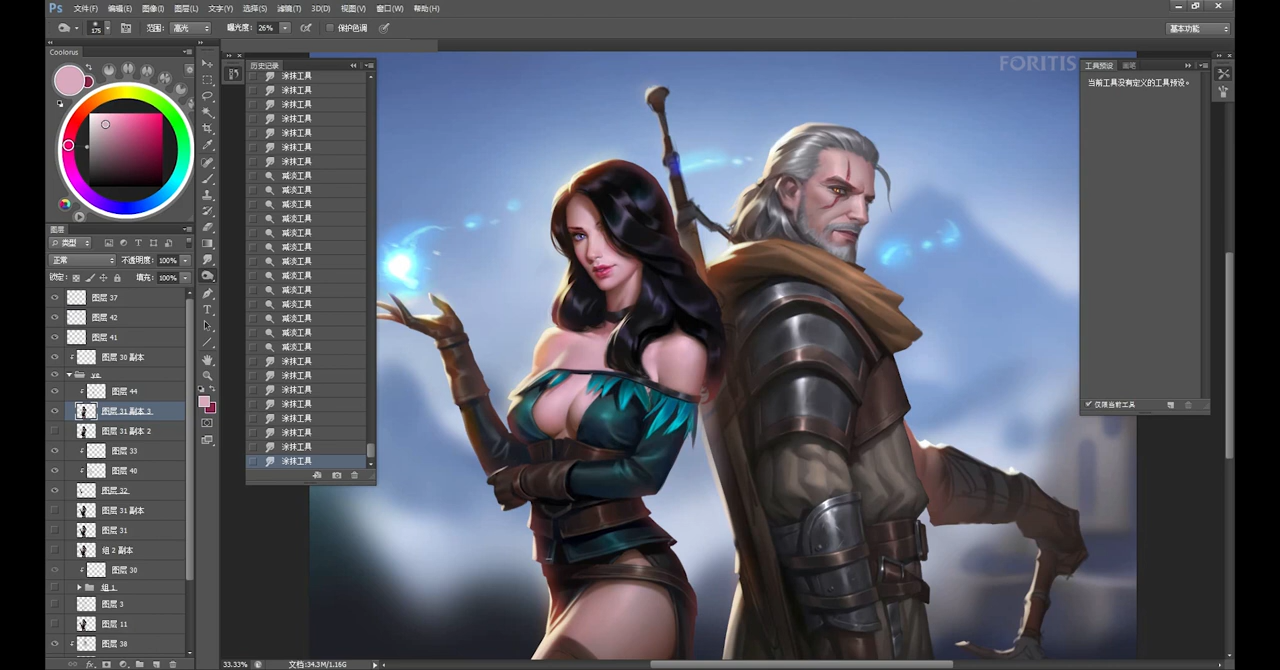 Ps 文件(F) 编辑(E) 图像(I) 图层(L) 文字(Y) 选择(S) 滤镜(T) 3D(D) 视图(V) 窗口(W) 帮助(H)
175 范围: 高光 曝光度: 26% 保护色调 基本功能
Coolorus
历史记录
涂抹工具
涂抹工具
涂抹工具
涂抹工具
涂抹工具
涂抹工具
涂抹工具
减淡工具
减淡工具
减淡工具
减淡工具
减淡工具
减淡工具
减淡工具
减淡工具
减淡工具
减淡工具
减淡工具
减淡工具
减淡工具
涂抹工具
涂抹工具
涂抹工具
涂抹工具
涂抹工具
涂抹工具
涂抹工具
涂抹工具
FORITIS
工具预设 画笔
当前工具没有定义的工具预设。
仅限当前工具
图层
类型
正常 不透明度: 100%
锁定: 填充: 100%
图层 37
图层 42
图层 41
图层 30 副本
ye
图层 44
图层 31 副本 3
图层 31 副本 2
图层 33
图层 40
图层 32
图层 31 副本
图层 31
组 2 副本
图层 30
组 1
图层 3
图层 11
图层 38
33.33% 文档:34.3M/1.16G